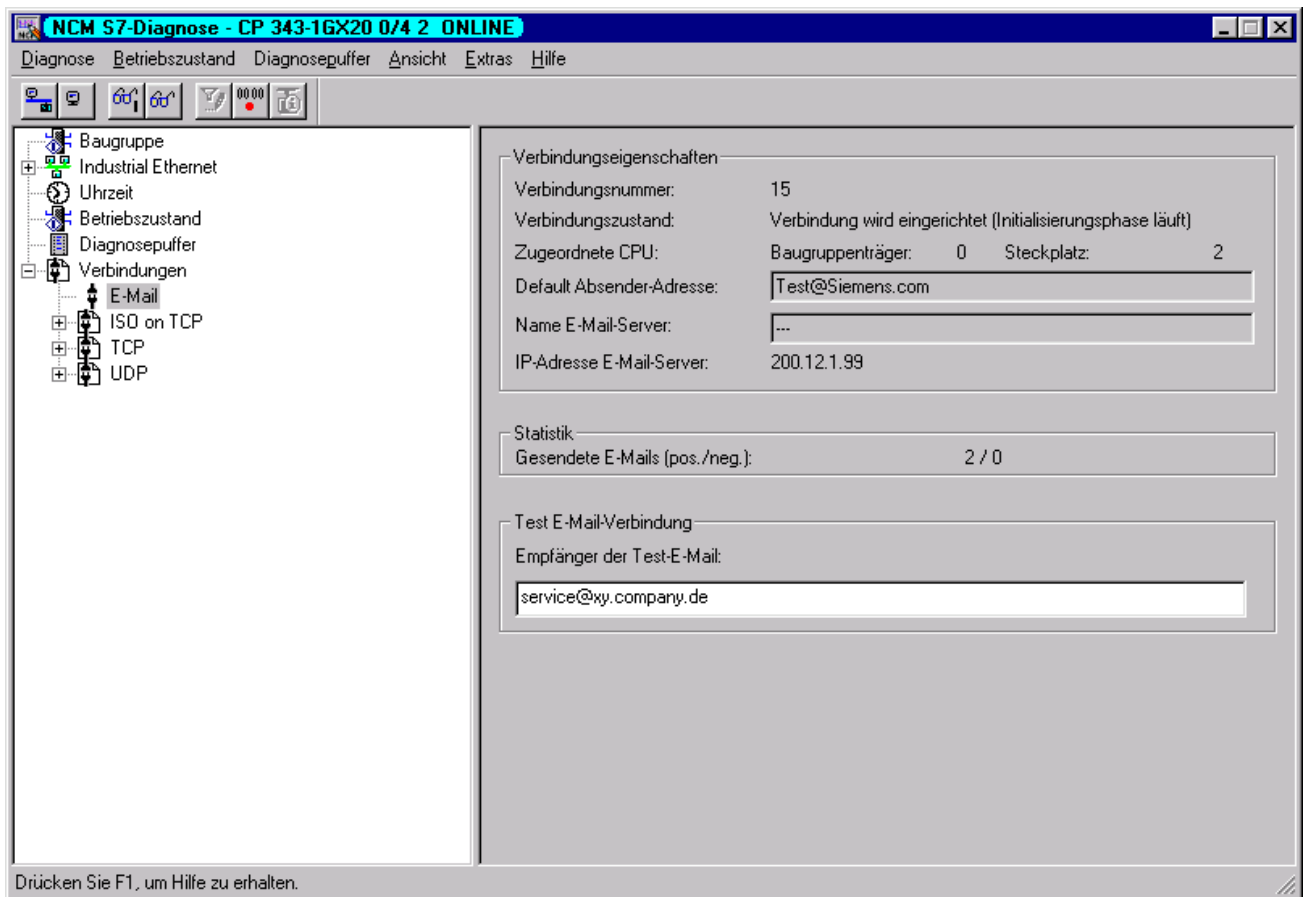 NCM S7-Diagnose - CP 343-1GX20 0/4 2 ONLINE
Diagnose Betriebszustand Diagnosepuffer Ansicht Extras Hilfe
Baugruppe
Industrial Ethernet
Uhrzeit
Betriebszustand
Diagnosepuffer
Verbindungen
E-Mail
ISO on TCP
TCP
UDP
Verbindungseigenschaften
Verbindungsnummer: 15
Verbindungszustand: Verbindung wird eingerichtet (Initialisierungsphase läuft)
Zugeordnete CPU: Baugruppenträger: 0 Steckplatz: 2
Default Absender-Adresse: Test@Siemens.com
Name E-Mail-Server: ---
IP-Adresse E-Mail-Server: 200.12.1.99
Statistik
Gesendete E-Mails (pos./neg.): 2 / 0
Test E-Mail-Verbindung
Empfänger der Test-E-Mail:
service@xy.company.de
Drücken Sie F1, um Hilfe zu erhalten.